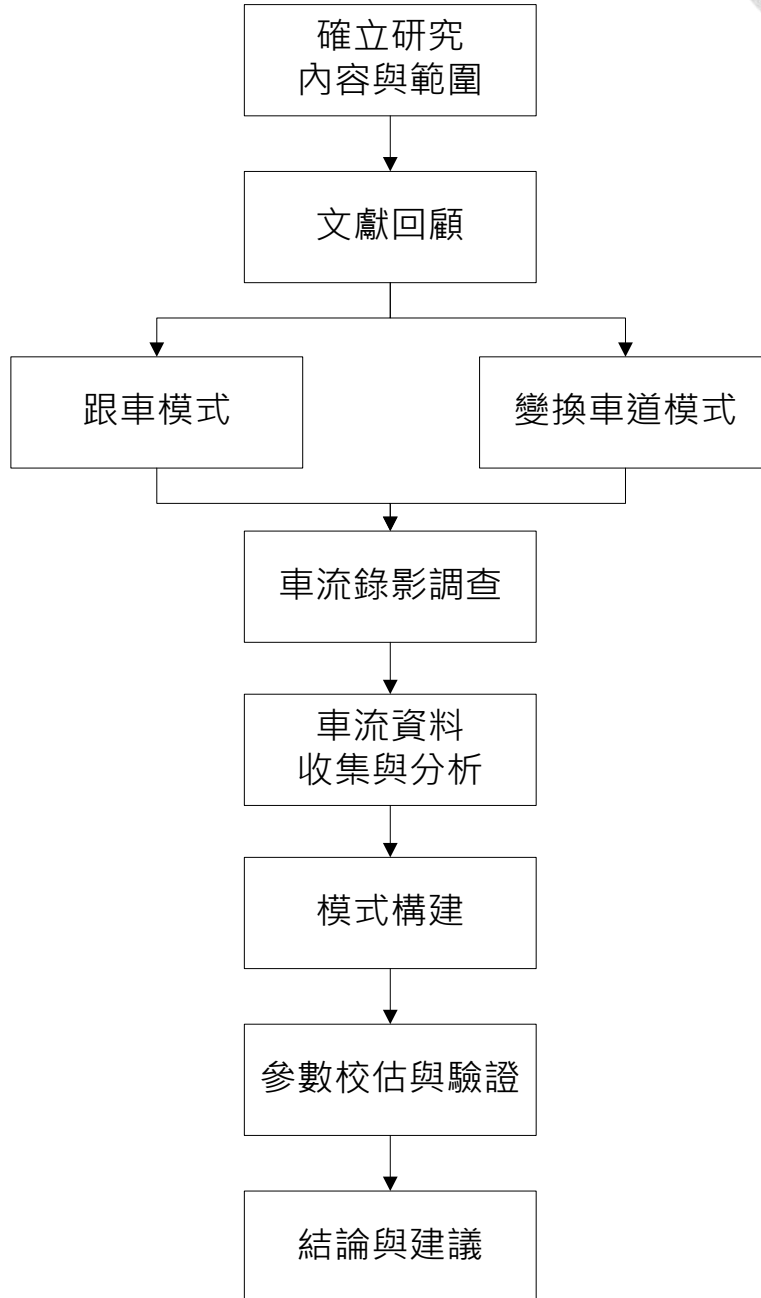 確立研究
內容與範圍
文獻回顧
跟車模式
變換車道模式
車流錄影調查
車流資料
收集與分析
模式構建
參數校估與驗證
結論與建議